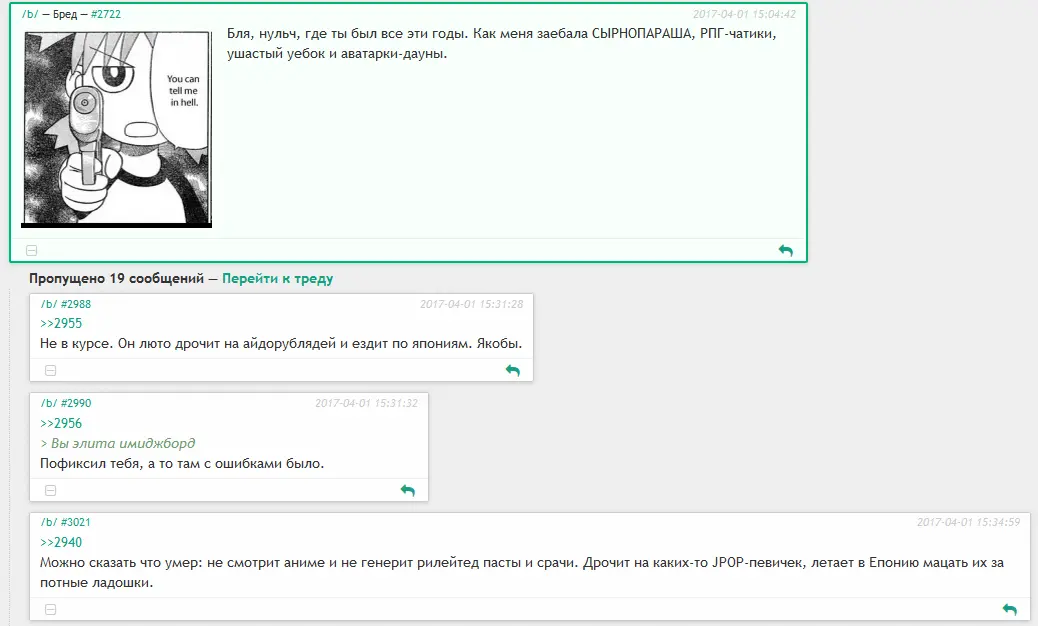 /b/ — Бред — #2722 2017-04-01 15:04:42
Бля, нульч, где ты был все эти годы. Как меня заебала СЫРНОПАРАША, РПГ-чатики,
ушастый уебок и аватарки-дауны.
You can
tell me
in hell.
Пропущено 19 сообщений — Перейти к треду
/b/ #2988 2017-04-01 15:31:28
>>2955
Не в курсе. Он люто дрочит на айдорублядей и ездит по япониям. Якобы.
/b/ #2990 2017-04-01 15:31:32
>>2956
> Вы элита имиджборд
Пофиксил тебя, а то там с ошибками было.
/b/ #3021 2017-04-01 15:34:59
>>2940
Можно сказать что умер: не смотрит аниме и не генерит рилейтед пасты и срачи. Дрочит на каких-то JPOP-певичек, летает в Епонию мацать их за
потные ладошки.